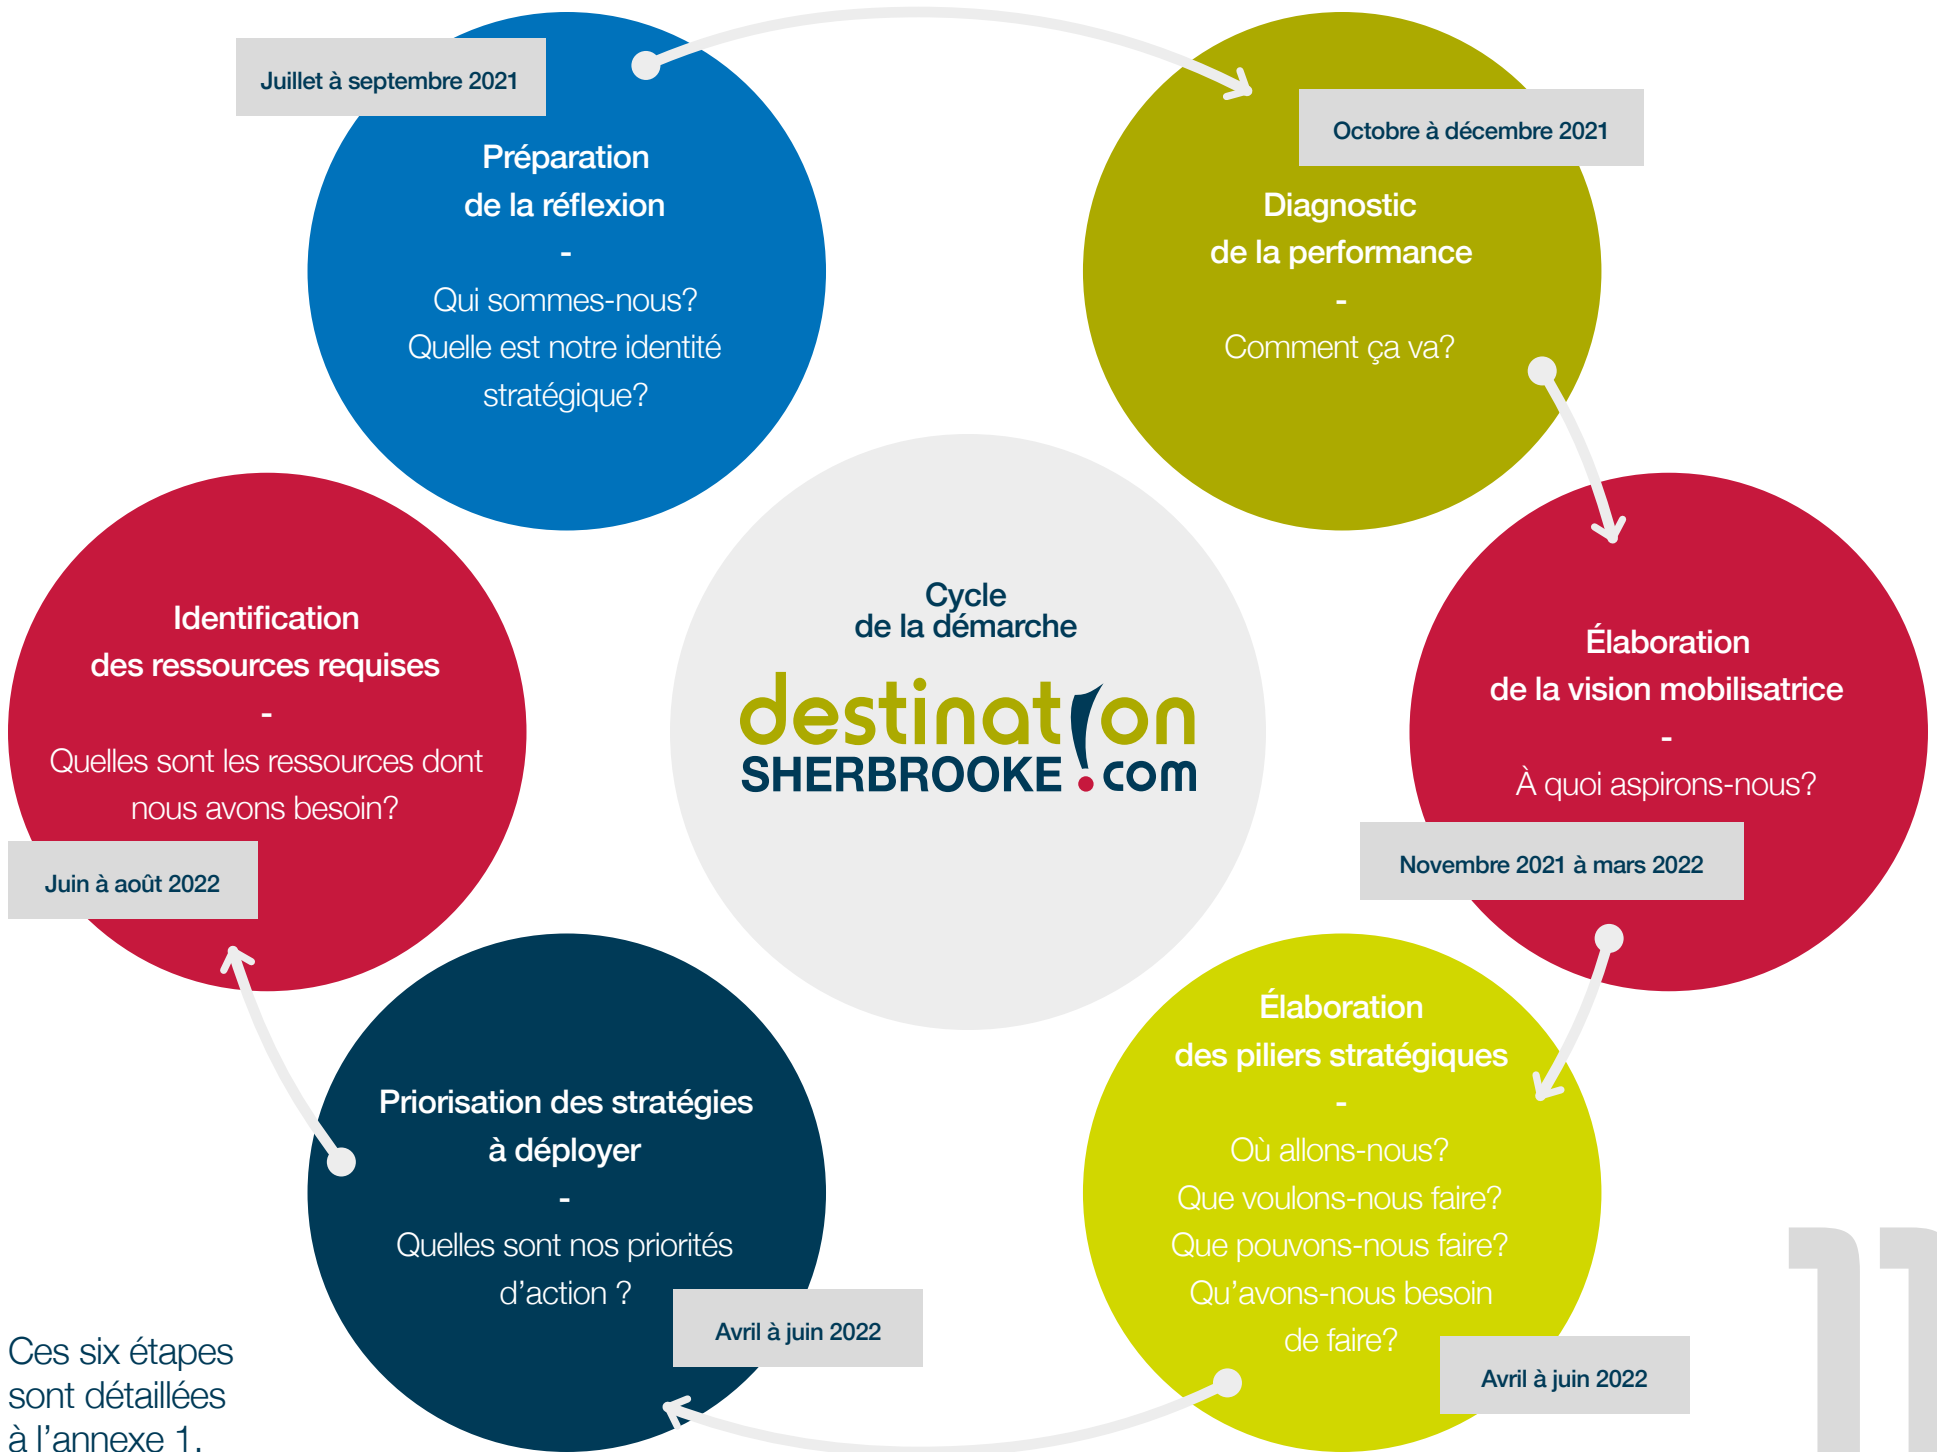 Juillet à septembre 2021
Préparation
de la réflexion
-
Qui sommes-nous?
Quelle est notre identité
stratégique?
Octobre à décembre 2021
Diagnostic
de la performance
-
Comment ça va?
Élaboration
de la vision mobilisatrice
-
À quoi aspirons-nous?
Novembre 2021 à mars 2022
Élaboration
des piliers stratégiques
-
Où allons-nous?
Que voulons-nous faire?
Que pouvons-nous faire?
Qu’avons-nous besoin
de faire?
Avril à juin 2022
Priorisation des stratégies
à déployer
-
Quelles sont nos priorités
d’action ?
Avril à juin 2022
Identification
des ressources requises
-
Quelles sont les ressources dont
nous avons besoin?
Juin à août 2022
Cycle
de la démarche
destination
SHERBROOKE.com
Ces six étapes
sont détaillées
à l’annexe 1.
11